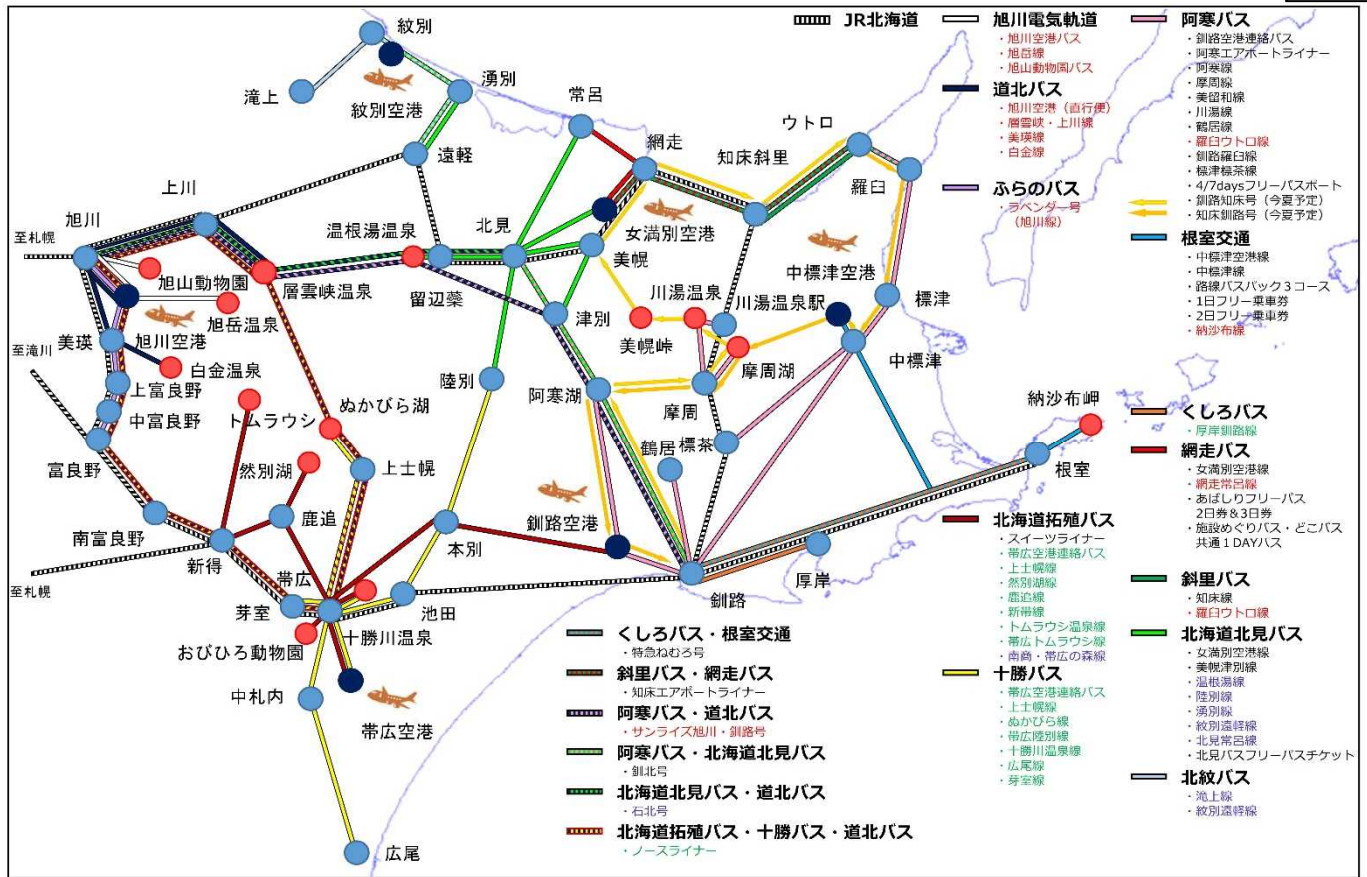 紋別
滝上
紋別空港
湧別
遠軽
常呂
網走
ウトロ
知床斜里
羅臼
上川
旭川
至札幌
旭山動物園
旭岳温泉
旭川空港
層雲峡温泉
温根湯温泉
留辺蘂
北見
女満別空港
美幌
津別
川湯温泉
川湯温泉駅
美幌峠
摩周湖
中標津空港
標津
中標津
美瑛
至滝川
白金温泉
上富良野
中富良野
富良野
トムラウシ
ぬかびら湖
陸別
阿寒湖
摩周
標茶
鶴居
納沙布岬
根室
然別湖
上士幌
鹿追
南富良野
新得
至札幌
本別
釧路空港
釧路
厚岸
帯広
芽室
池田
十勝川温泉
おびひろ動物園
中札内
帯広空港
広尾
JR北海道
旭川電気軌道
・旭川空港バス
・旭岳線
・旭山動物園バス
道北バス
・旭川空港（直行便）
・層雲峡・上川線
・美瑛線
・白金線
ふらのバス
・ラベンダー号
（旭川線）
阿寒バス
・釧路空港連絡バス
・阿寒エアポートライナー
・阿寒線
・摩周線
・美留和線
・川湯線
・鶴居線
・羅臼ウトロ線
・釧路羅臼線
・標津標茶線
・4/7daysフリーパスポート
・釧路知床号（今夏予定）
・知床釧路号（今夏予定）
根室交通
・中標津空港線
・中標津線
・路線バスパック３コース
・1日フリー乗車券
・2日フリー乗車券
・納沙布線
くしろバス
・厚岸釧路線
網走バス
・女満別空港線
・網走常呂線
・あばしりフリーパス
2日券＆3日券
・施設めぐりパス・どこバス
共通１DAYパス
斜里バス
・知床線
・羅臼ウトロ線
北海道北見バス
・女満別空港線
・美幌津別線
・温根湯線
・陸別線
・湧別線
・紋別遠軽線
・北見常呂線
・北見バスフリーパスチケット
北紋バス
・滝上線
・紋別遠軽線
北海道拓殖バス
・スイーツライナー
・帯広空港連絡バス
・上士幌線
・然別湖線
・鹿追線
・新帯線
・トムラウシ温泉線
・帯広トムラウシ線
・南商・帯広の森線
十勝バス
・帯広空港連絡バス
・上士幌線
・ぬかびら線
・帯広陸別線
・十勝川温泉線
・広尾線
・芽室線
くしろバス・根室交通
・特急ねむろ号
斜里バス・網走バス
・知床エアポートライナー
阿寒バス・道北バス
・サンライズ旭川・釧路号
阿寒バス・北海道北見バス
・釧北号
北海道北見バス・道北バス
・石北号
北海道拓殖バス・十勝バス・道北バス
・ノースライナー